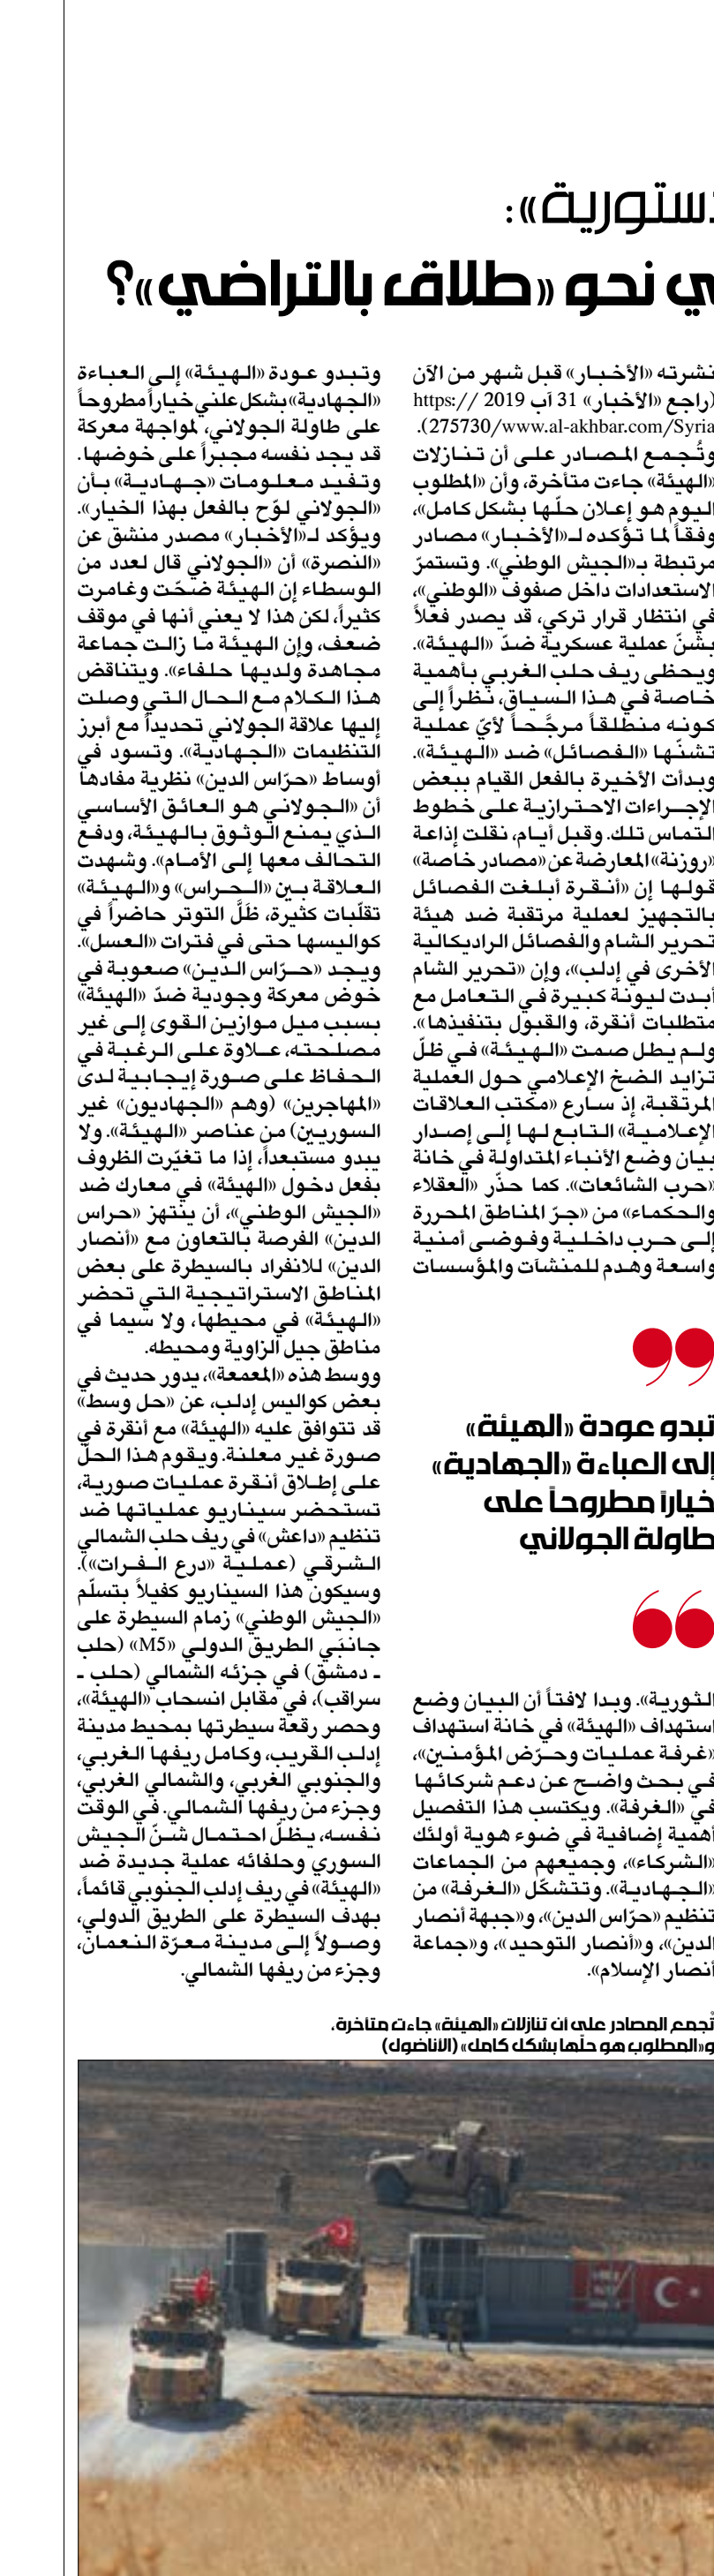 ستورية»:
ي نحو «طلاق بالتراضي»؟
نشرته «الأخبار» قبل شهر من الآن
(راجع «الأخبار» 31 آب 2019 //:https
275730/www.al-akhbar.com/Syria).
وتُجمع المصادر على أن تنازلات
«الهيئة» جاءت متأخرة، وأن «المطلوب
اليوم هو إعلان حلّها بشكل كامل»،
وفقاً لما تؤكده لـ«الأخبار» مصادر
مرتبطة بـ«الجيش الوطني». وتستمرّ
الاستعدادات داخل صفوف «الوطني»،
في انتظار قرار تركي، قد يصدر فعلاً
بشنّ عملية عسكرية ضدّ «الهيئة».
ويحظى ريف حلب الغربي بأهمية
خاصة في هذا السياق، نظراً إلى
كونه منطلقاً مرجَّحاً لأيّ عملية
تشنّها «الفصائل» ضد «الهيئة».
وبدأت الأخيرة بالفعل القيام ببعض
الإجراءات الاحترازية على خطوط
التماس تلك. وقبل أيام، نقلت إذاعة
«روزنة» المعارضة عن «مصادر خاصة»
قولها إن «أنقرة أبلغت الفصائل
بالتجهيز لعملية مرتقبة ضد هيئة
تحرير الشام والفصائل الراديكالية
الأخرى في إدلب»، وإن «تحرير الشام
أبدت ليونة كبيرة في التعامل مع
متطلبات أنقرة، والقبول بتنفيذها».
ولم يطل صمت «الهيئة» في ظلّ
تزايد الضخ الإعلامي حول العملية
المرتقبة، إذ سارع «مكتب العلاقات
الإعلامية» التابع لها إلى إصدار
بيان وضع الأنباء المتداولة في خانة
«حرب الشائعات». كما حذّر «العقلاء
والحكماء» من «جرّ المناطق المحررة
إلى حرب داخلية وفوضى أمنية
واسعة وهدم للمنشآت والمؤسسات
تبدو عودة «الهيئة»
إلى العباءة «الجهادية»
خياراً مطروحاً على
طاولة الجولاني
الثورية». وبدا لافتاً أن البيان وضع
استهداف «الهيئة» في خانة استهداف
«غرفة عمليات وحرّض المؤمنين»،
في بحث واضح عن دعم شركائها
في «الغرفة». ويكتسب هذا التفصيل
أهمية إضافية في ضوء هوية أولئك
«الشركاء»، وجميعهم من الجماعات
«الجهادية». وتتشكّل «الغرفة» من
تنظيم «حرّاس الدين»، و«جبهة أنصار
الدين»، و«أنصار التوحيد»، و«جماعة
أنصار الإسلام».
وتبدو عودة «الهيئة» إلى العباءة
«الجهادية» بشكل علني خياراً مطروحاً
على طاولة الجولاني، لمواجهة معركة
قد يجد نفسه مجبراً على خوضها.
وتفيد معلومات «جهادية» بأن
«الجولاني لوّح بالفعل بهذا الخيار».
ويؤكد لـ«الأخبار» مصدر منشق عن
«النصرة» أن «الجولاني قال لعدد من
الوسطاء إن الهيئة ضحّت وغامرت
كثيراً، لكن هذا لا يعني أنها في موقف
ضعف، وإن الهيئة ما زالت جماعة
مجاهدة ولديها حلفاء». ويتناقض
هذا الكلام مع الحال التي وصلت
إليها علاقة الجولاني تحديداً مع أبرز
التنظيمات «الجهادية». وتسود في
أوساط «حرّاس الدين» نظرية مفادها
أن «الجولاني هو العائق الأساسي
الذي يمنع الوثوق بالهيئة، ودفع
التحالف معها إلى الأمام». وشهدت
العلاقة بين «الحراس» و«الهيئة»
تقلّبات كثيرة، ظَلَّ التوتر حاضراً في
كواليسها حتى في فترات «العسل».
ويجد «حرّاس الدين» صعوبة في
خوض معركة وجودية ضدّ «الهيئة»
بسبب ميل موازين القوى إلى غير
مصلحته، علاوة على الرغبة في
الحفاظ على صورة إيجابية لدى
«المهاجرين» (وهم «الجهاديون» غير
السوريين) من عناصر «الهيئة». ولا
يبدو مستبعداً، إذا ما تغيّرت الظروف
بفعل دخول «الهيئة» في معارك ضد
«الجيش الوطني»، أن ينتهز «حراس
الدين» الفرصة بالتعاون مع «أنصار
الدين» للانفراد بالسيطرة على بعض
المناطق الاستراتيجية التي تحضر
«الهيئة» في محيطها، ولا سيما في
مناطق جبل الزاوية ومحيطه.
ووسط هذه «المعمعة»، يدور حديث في
بعض كواليس إدلب، عن «حل وسط»
قد تتوافق عليه «الهيئة» مع أنقرة في
صورة غير معلنة. ويقوم هذا الحلّ
على إطلاق أنقرة عمليات صورية،
تستحضر سيناريو عملياتها ضد
تنظيم «داعش» في ريف حلب الشمالي
الشرقي (عملية «درع الفرات»).
وسيكون هذا السيناريو كفيلاً بتسلّم
«الجيش الوطني» زمام السيطرة على
جانبَي الطريق الدولي «M5» (حلب
ـ دمشق) في جزئه الشمالي (حلب ـ
سراقب)، في مقابل انسحاب «الهيئة»،
وحصر رقعة سيطرتها بمحيط مدينة
إدلب القريب، وكامل ريفها الغربي،
والجنوبي الغربي، والشمالي الغربي،
وجزء من ريفها الشمالي. في الوقت
نفسه، يظلّ احتمال شنّ الجيش
السوري وحلفائه عملية جديدة ضد
«الهيئة» في ريف إدلب الجنوبي قائماً،
بهدف السيطرة على الطريق الدولي،
وصولاً إلى مدينة معرّة النعمان،
وجزء من ريفها الشمالي.
تُجمع المصادر على أن تنازلات «الهيئة» جاءت متأخرة،
و«المطلوب هو حلّها بشكل كامل» (الأناضول)